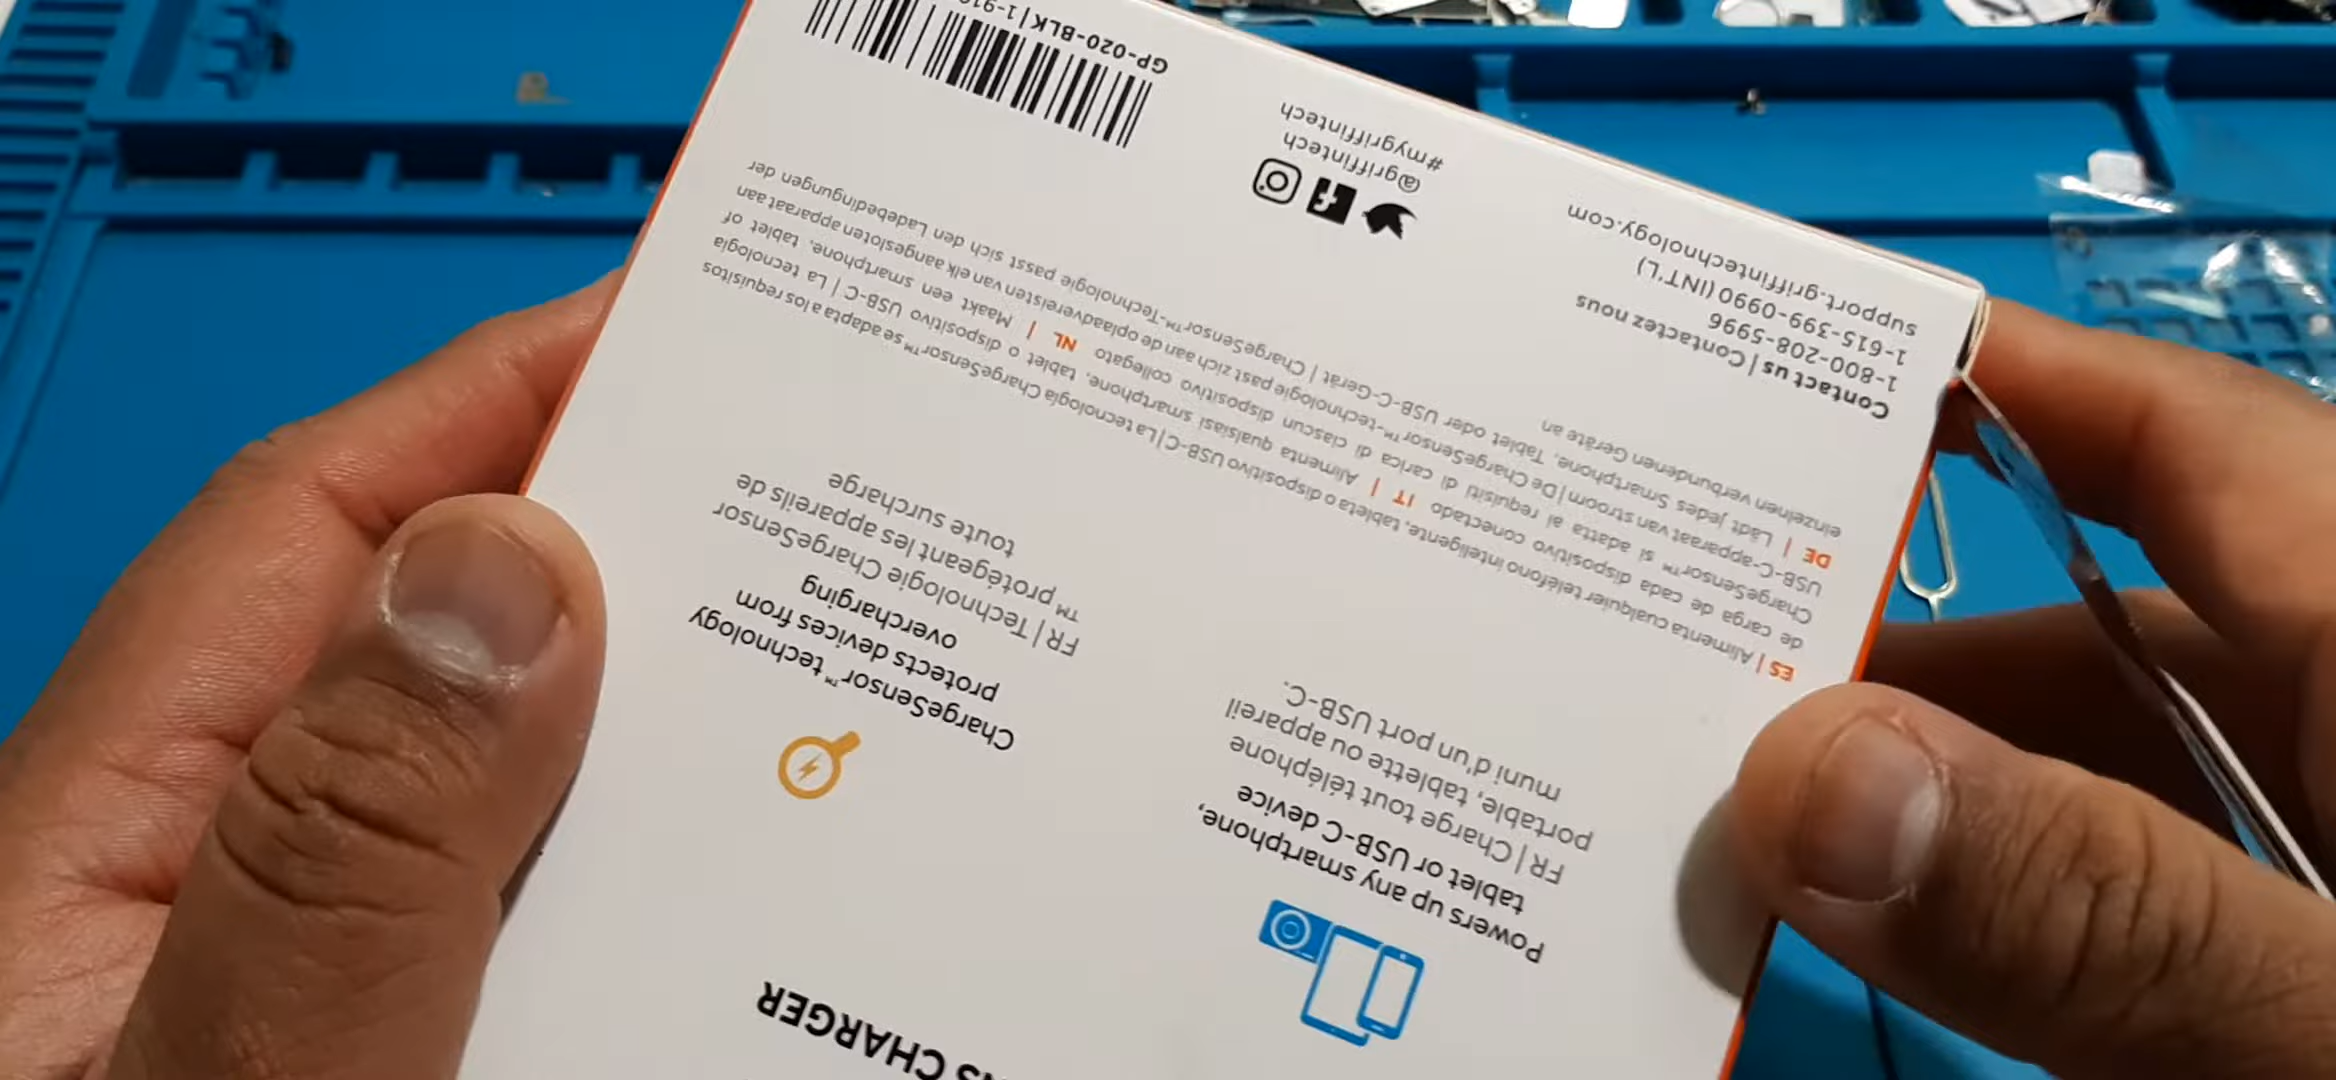 CHARGER
Powers up any smartphone,
tablet or USB-C device
FR | Charge tout téléphone
portable, tablette ou appareil
muni d'un port USB-C.
ChargeSensor™ technology
protects devices from
overcharging
FR | Technologie ChargeSensor
™ protégeant les appareils de
toute surcharge
ES | Alimenta cualquier teléfono inteligente, tableta o dispositivo USB-C | La tecnología ChargeSensor™ se adapta a los requisitos
de carga de cada dispositivo conectado IT | Alimenta qualsiasi smartphone, tablet o dispositivo USB-C | La tecnologia
ChargeSensor™ si adatta ai requisiti di carica di ciascun dispositivo collegato NL | Maakt een smartphone, tablet of
USB-C-apparaat van stroom | De ChargeSensor™-technologie past zich aan de oplaadvereisten van elk aangesloten apparaat aan
DE | Lädt jedes Smartphone, Tablet oder USB-C-Gerät | ChargeSensor™-Technologie passt sich den Ladebedingungen der
einzelnen verbundenen Geräte an
Contact us | Contactez nous
1-800-208-5996
1-615-399-0990 (INT'L)
support.griffintechnology.com
@griffintech
#mygriffintech
GP-020-BLK |